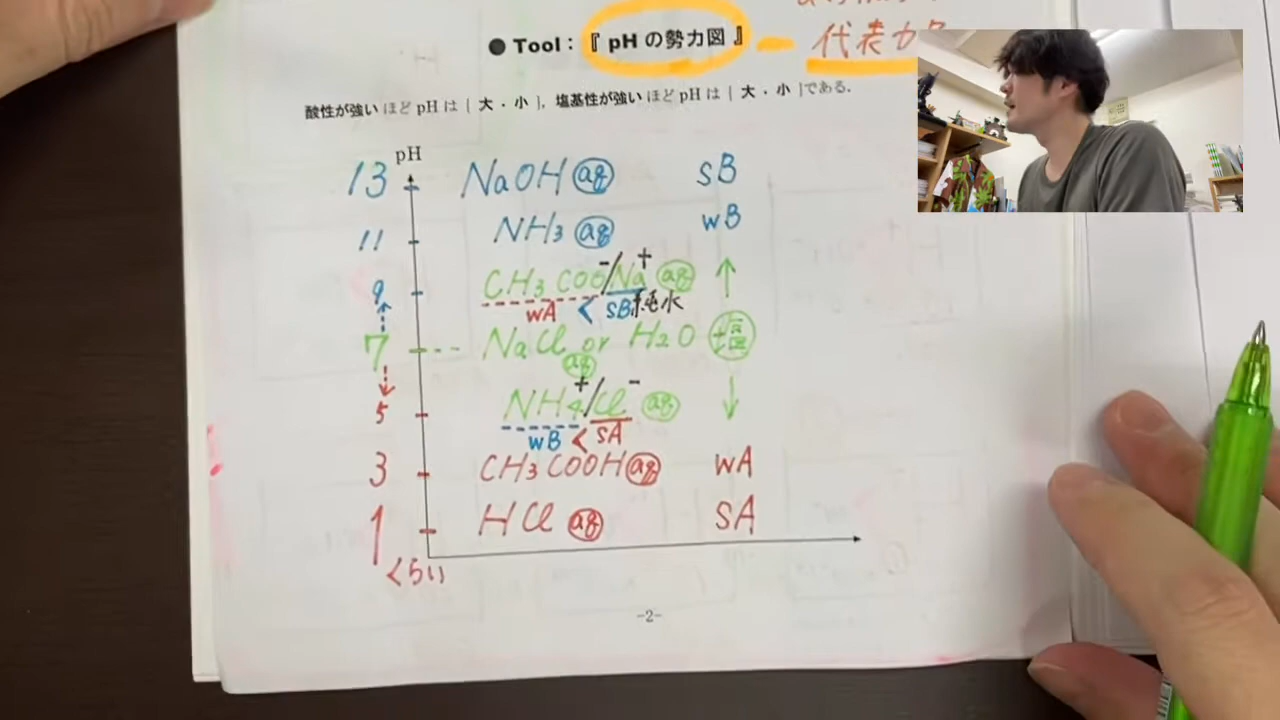 ● Tool：『 pH の勢力図 』 － 代表
酸性が強い ほど pH は [ 大・小 ]，塩基性が強い ほど pH は [ 大・小 ]である．
pH
13 NaOH aq sB
11 NH3 aq wB
9 CH3COO⁻/Na⁺ aq ↑
wA < sB 純水
7 NaCl or H2O 塩
aq
5 NH4⁺/Cl⁻ aq ↓
wB < sA
3 CH3COOH aq wA
1 HCl aq sA
くらい
-2-